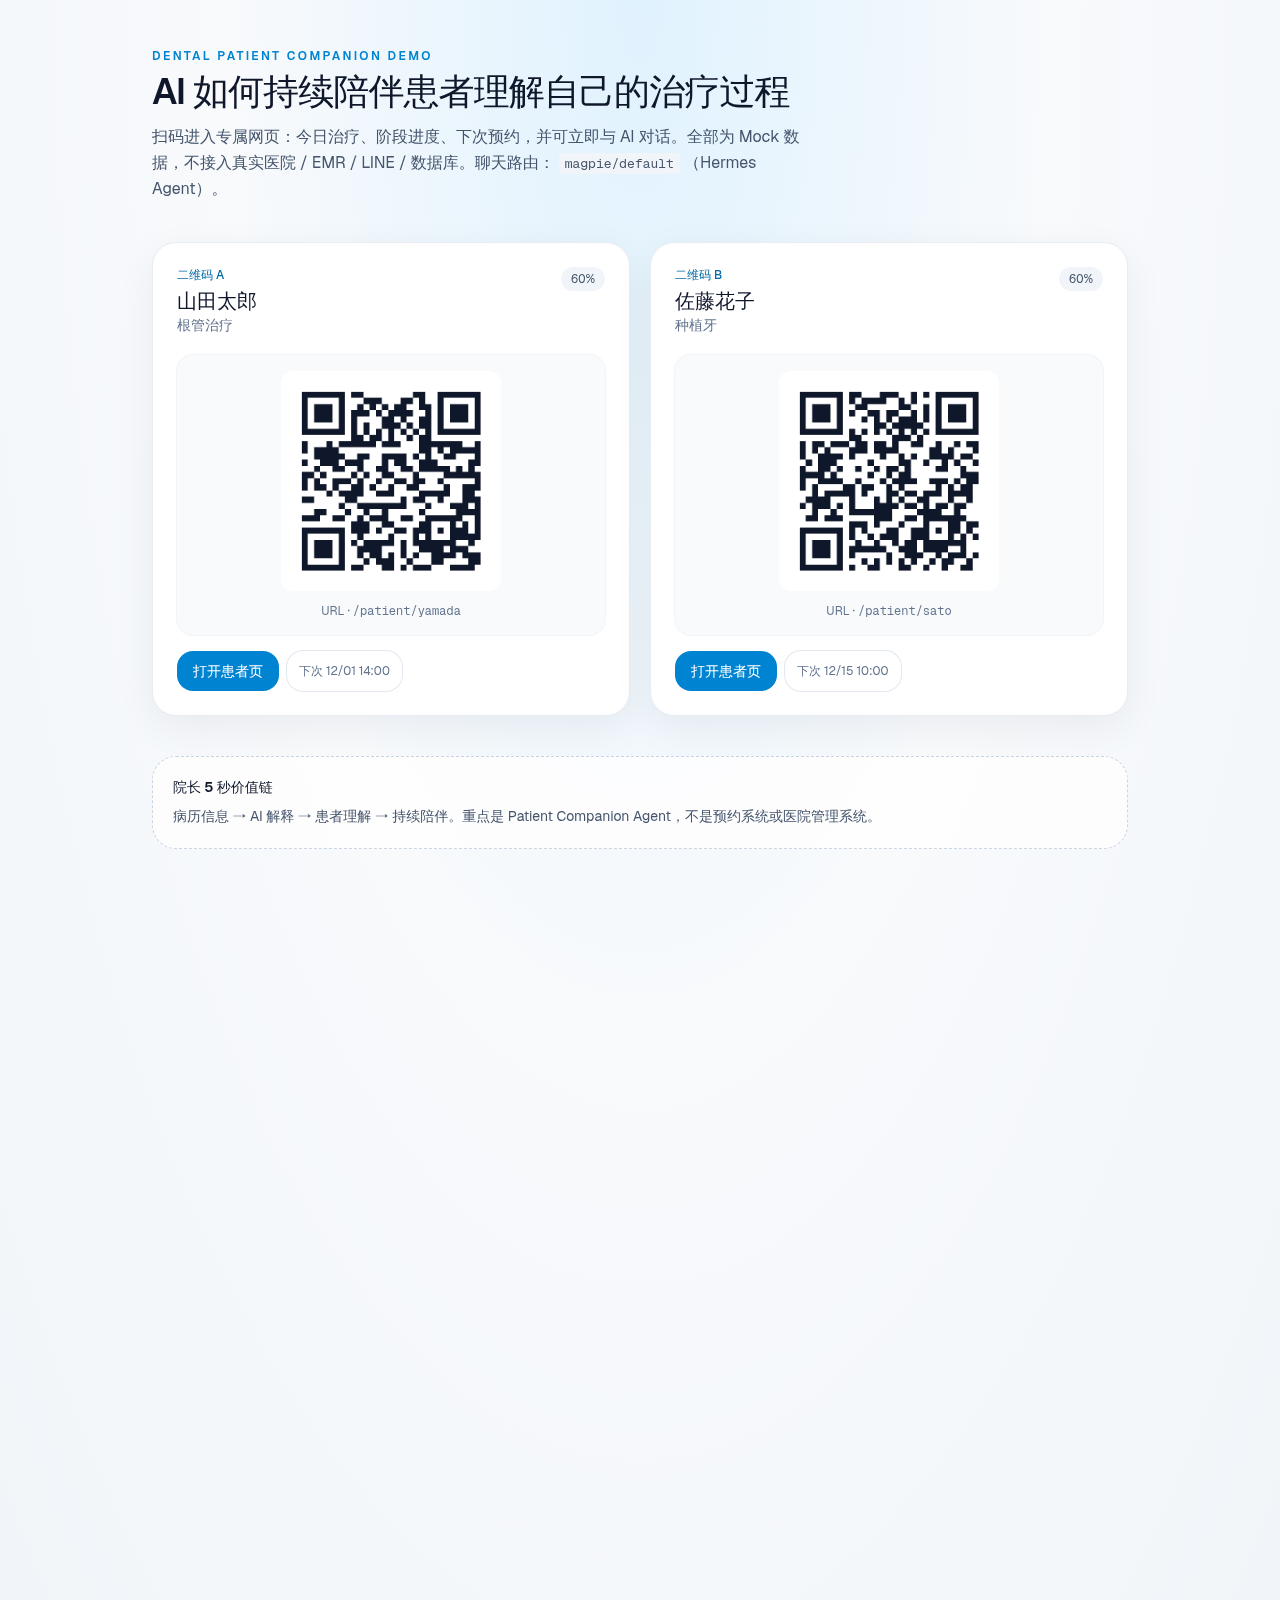 DENTAL PATIENT COMPANION DEMO
AI 如何持续陪伴患者理解自己的治疗过程
扫码进入专属网页：今日治疗、阶段进度、下次预约，并可立即与 AI 对话。全部为 Mock 数
据，不接入真实医院 / EMR / LINE / 数据库。聊天路由： magpie/default （Hermes
Agent）。
二维码 A
60%
山田太郎
根管治疗
URL · /patient/yamada
打开患者页
下次 12/01 14:00
二维码 B
60%
佐藤花子
种植牙
URL · /patient/sato
打开患者页
下次 12/15 10:00
院长 5 秒价值链
病历信息 → AI 解释 → 患者理解 → 持续陪伴。重点是 Patient Companion Agent，不是预约系统或医院管理系统。